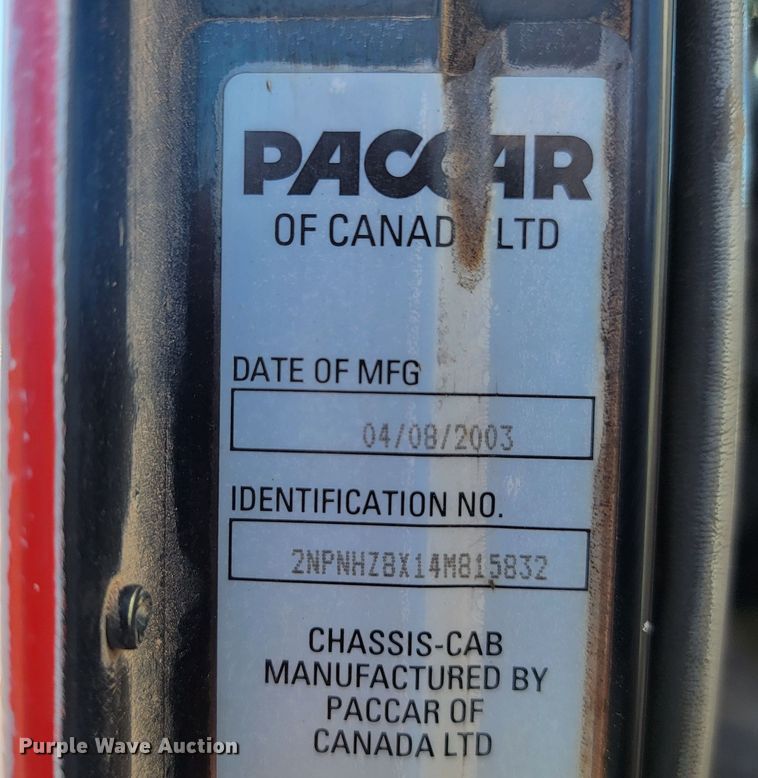 PACCAR
OF CANADA LTD
DATE OF MFG
04/08/2003
IDENTIFICATION NO.
2NPNHZ8X14M815832
CHASSIS-CAB
MANUFACTURED BY
PACCAR OF
CANADA LTD
Purple Wave Auction